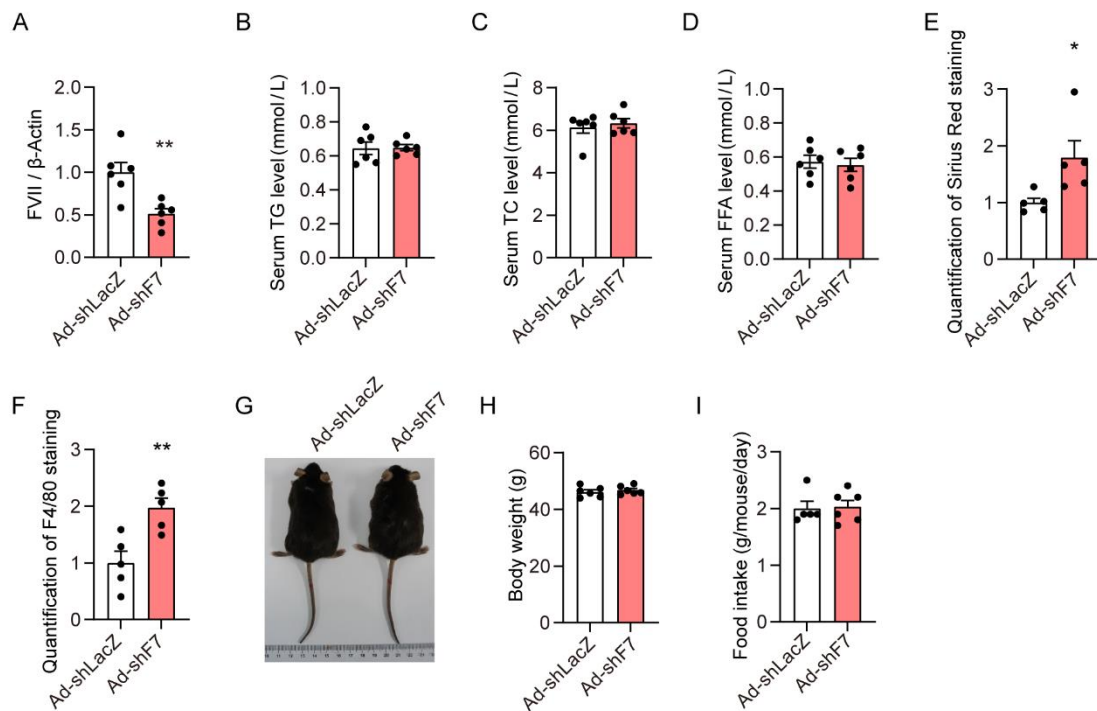 A
FVII / β-Actin
2.0
1.5
1.0
0.5
0.0
**
Ad-shLacZ
Ad-shF7
B
Serum TG level (mmol / L)
1.0
0.8
0.6
0.4
0.2
0.0
Ad-shLacZ
Ad-shF7
C
Serum TC level (mmol / L)
8
6
4
2
0
Ad-shLacZ
Ad-shF7
D
Serum FFA level (mmol / L)
1.0
0.8
0.6
0.4
0.2
0.0
Ad-shLacZ
Ad-shF7
E
Quantification of Sirius Red staining
3
2
1
0
*
Ad-shLacZ
Ad-shF7
F
Quantification of F4/80 staining
3
2
1
0
**
Ad-shLacZ
Ad-shF7
G
Ad-shLacZ
Ad-shF7
H
Body weight (g)
60
40
20
0
Ad-shLacZ
Ad-shF7
I
Food intake (g/mouse/day)
3
2
1
0
Ad-shLacZ
Ad-shF7